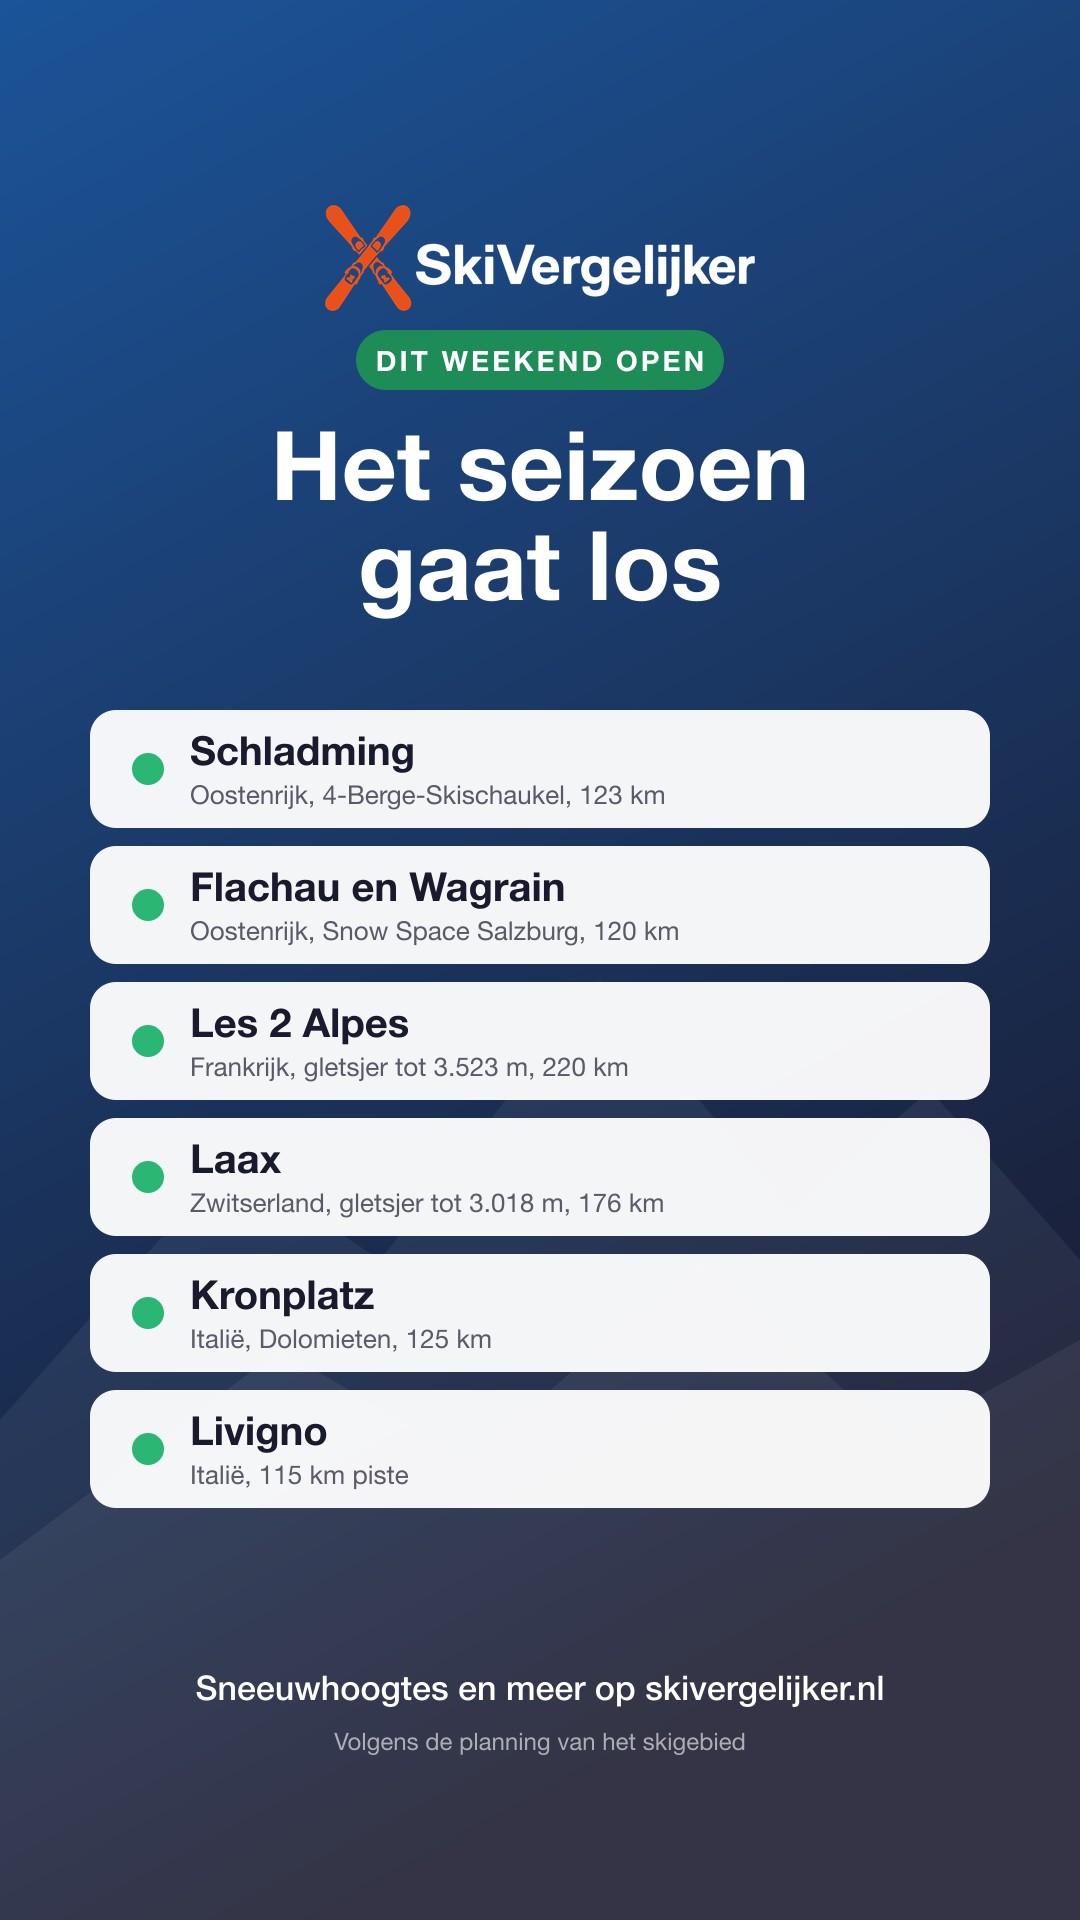 SkiVergelijker
DIT WEEKEND OPEN
Het seizoen
gaat los
Schladming
Oostenrijk, 4-Berge-Skischaukel, 123 km
Flachau en Wagrain
Oostenrijk, Snow Space Salzburg, 120 km
Les 2 Alpes
Frankrijk, gletsjer tot 3.523 m, 220 km
Laax
Zwitserland, gletsjer tot 3.018 m, 176 km
Kronplatz
Italië, Dolomieten, 125 km
Livigno
Italië, 115 km piste
Sneeuwhoogtes en meer op skivergelijker.nl
Volgens de planning van het skigebied